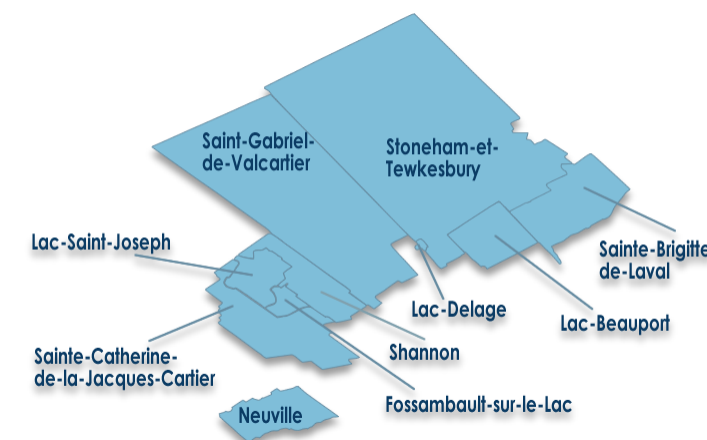 Saint-Gabriel-
de-Valcartier
Stoneham-et-
Tewkesbury
Lac-Saint-Joseph
Sainte-Brigitte
de-Laval
Lac-Delage
Lac-Beauport
Shannon
Sainte-Catherine-
de-la-Jacques-Cartier
Fossambault-sur-le-Lac
Neuville